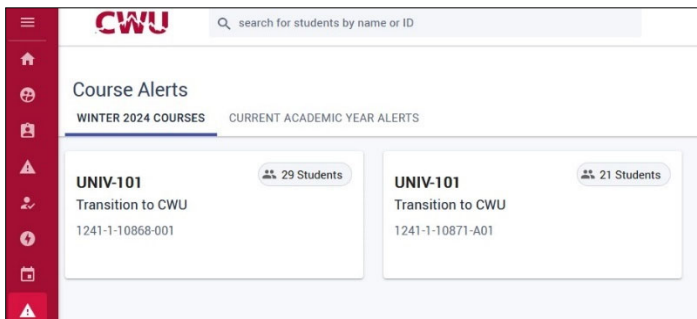 CWU
search for students by name or ID
Course Alerts
WINTER 2024 COURSES CURRENT ACADEMIC YEAR ALERTS
UNIV-101 29 Students
Transition to CWU
1241-1-10868-001
UNIV-101 21 Students
Transition to CWU
1241-1-10871-A01